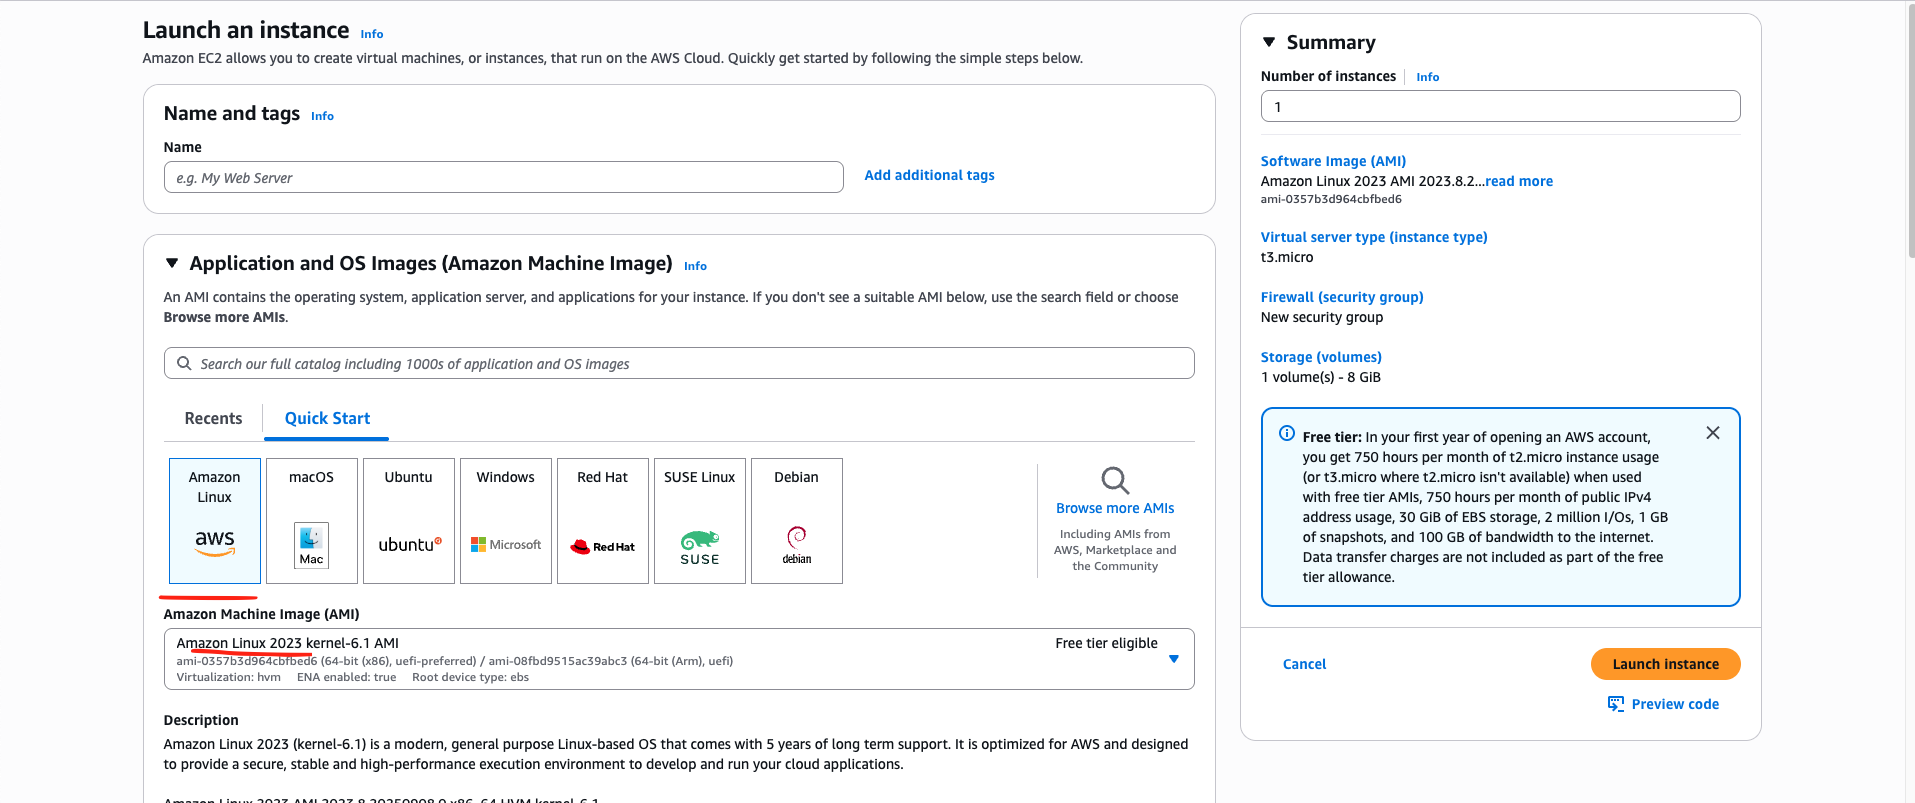 Launch an instance Info
Amazon EC2 allows you to create virtual machines, or instances, that run on the AWS Cloud. Quickly get started by following the simple steps below.
Name and tags Info
Name
e.g. My Web Server
Add additional tags
Application and OS Images (Amazon Machine Image) Info
An AMI contains the operating system, application server, and applications for your instance. If you don't see a suitable AMI below, use the search field or choose
Browse more AMIs.
Search our full catalog including 1000s of application and OS images
Recents
Quick Start
Amazon
Linux
aws
macOS
Mac
Ubuntu
ubuntu
Windows
Microsoft
Red Hat
Red Hat
SUSE Linux
SUSE
Debian
debian
Browse more AMIs
Including AMIs from
AWS, Marketplace and
the Community
Amazon Machine Image (AMI)
Amazon Linux 2023 kernel-6.1 AMI
Free tier eligible
ami-0357b3d964cbfbed6 (64-bit (x86), uefi-preferred) / ami-08fbd9515ac39abc3 (64-bit (Arm), uefi)
Virtualization: hvm ENA enabled: true Root device type: ebs
Description
Amazon Linux 2023 (kernel-6.1) is a modern, general purpose Linux-based OS that comes with 5 years of long term support. It is optimized for AWS and designed
to provide a secure, stable and high-performance execution environment to develop and run your cloud applications.
Amazon Linux 2023 AMI 2023.8.20250908.0 x86_64 HVM kernel-6.1
Summary
Number of instances Info
1
Software Image (AMI)
Amazon Linux 2023 AMI 2023.8.2...read more
ami-0357b3d964cbfbed6
Virtual server type (instance type)
t3.micro
Firewall (security group)
New security group
Storage (volumes)
1 volume(s) - 8 GiB
Free tier: In your first year of opening an AWS account,
you get 750 hours per month of t2.micro instance usage
(or t3.micro where t2.micro isn't available) when used
with free tier AMIs, 750 hours per month of public IPv4
address usage, 30 GiB of EBS storage, 2 million I/Os, 1 GB
of snapshots, and 100 GB of bandwidth to the internet.
Data transfer charges are not included as part of the free
tier allowance.
Cancel
Launch instance
Preview code